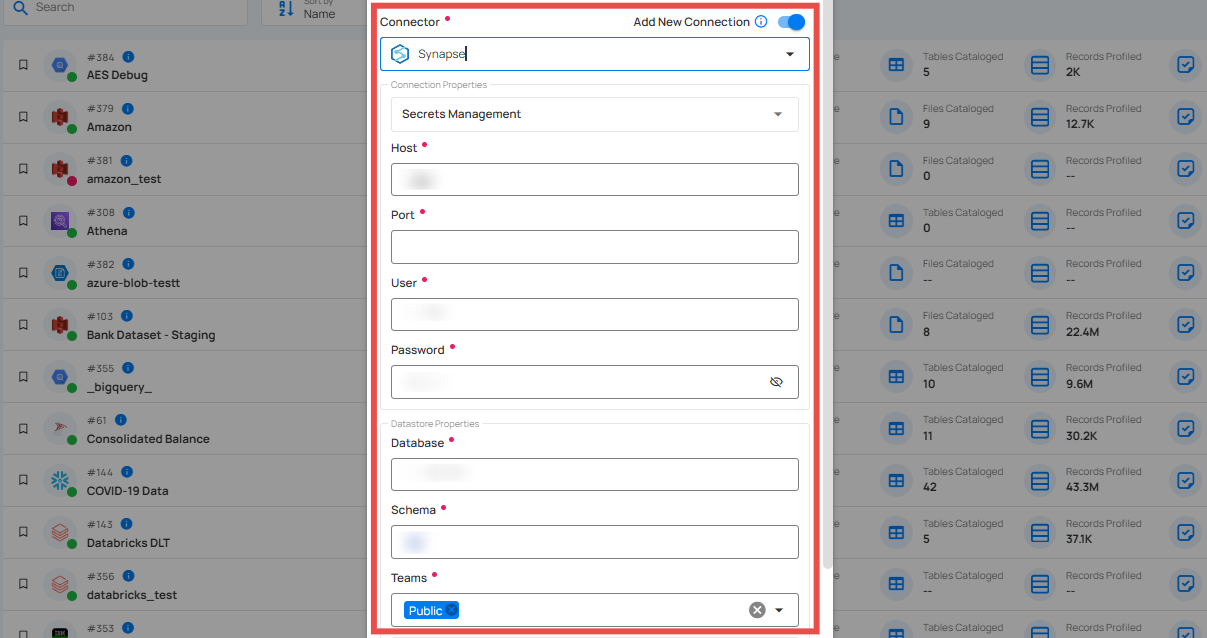 Search
Sort by
Name
#384
AES Debug
#379
Amazon
#381
amazon_test
#308
Athena
#382
azure-blob-testt
#103
Bank Dataset - Staging
#355
_bigquery_
#61
Consolidated Balance
#144
COVID-19 Data
#143
Databricks DLT
#356
databricks_test
#353
Connector
Add New Connection
Synapse
Connection Properties
Secrets Management
Host
Port
User
Password
Datastore Properties
Database
Schema
Teams
Public
Tables Cataloged
5
Records Profiled
2K
Files Cataloged
9
Records Profiled
12.7K
Files Cataloged
0
Records Profiled
--
Tables Cataloged
0
Records Profiled
--
Files Cataloged
--
Records Profiled
--
Files Cataloged
8
Records Profiled
22.4M
Tables Cataloged
10
Records Profiled
9.6M
Tables Cataloged
11
Records Profiled
30.2K
Tables Cataloged
42
Records Profiled
43.3M
Tables Cataloged
5
Records Profiled
37.1K
Tables Cataloged
--
Records Profiled
--
Tables Cataloged
Records Profiled